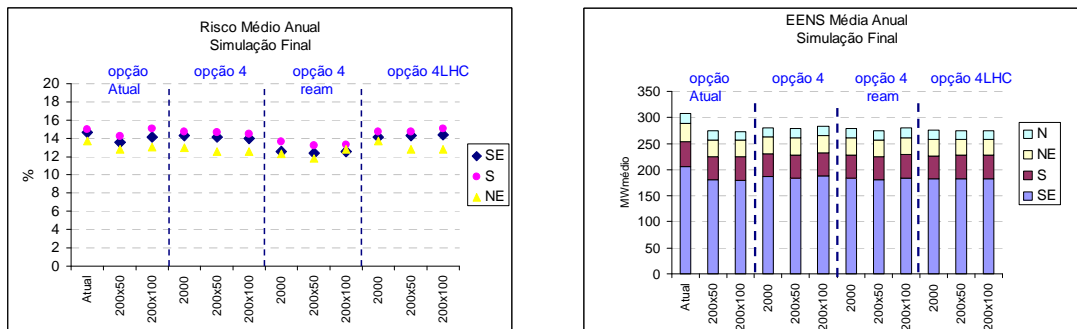 Risco Médio Anual
Simulação Final
opção Atual
opção 4
opção 4 ream
opção 4LHC
%
20
18
16
14
12
10
8
6
4
2
0
Atual
200x50
200x100
2000
200x50
200x100
2000
200x50
200x100
2000
200x50
200x100
SE
S
NE
EENS Média Anual
Simulação Final
opção Atual
opção 4
opção 4 ream
opção 4LHC
MWmédio
350
300
250
200
150
100
50
0
Atual
200x50
200x100
2000
200x50
200x100
2000
200x50
200x100
2000
200x50
200x100
N
NE
S
SE